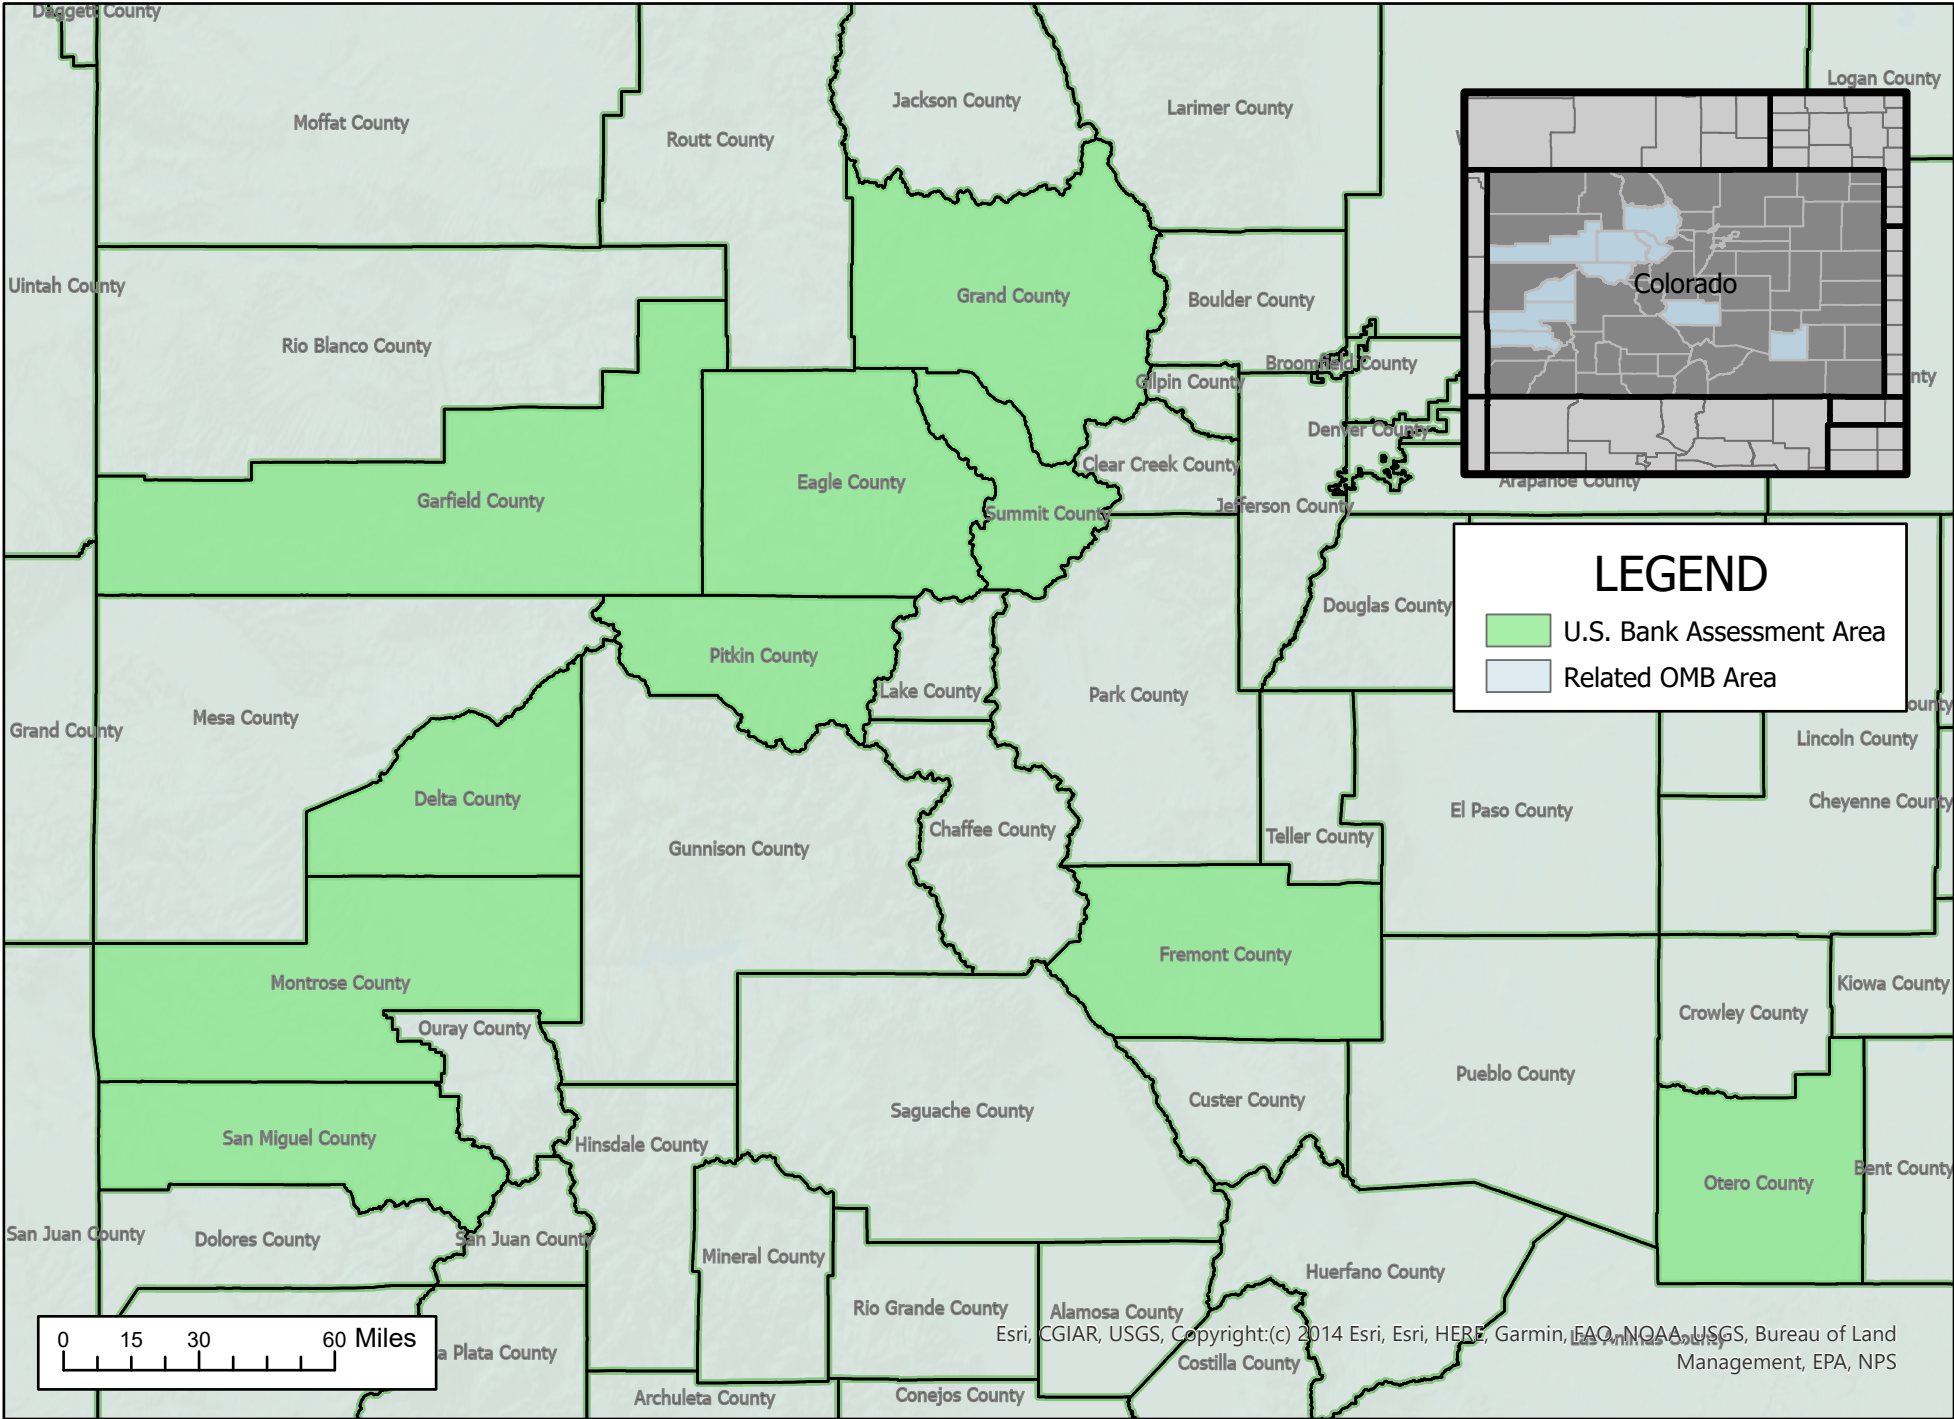 Daggett County
Logan County
Moffat County
Jackson County
Larimer County
Routt County
Uintah County
Grand County
Boulder County
Colorado
Rio Blanco County
Broomfield County
Gilpin County
Denver County
Clear Creek County
Eagle County
Garfield County
Summit County
Jefferson County
Arapahoe County
LEGEND
U.S. Bank Assessment Area
Related OMB Area
Douglas County
Pitkin County
Lake County
Park County
Mesa County
Grand County
Lincoln County
Delta County
Cheyenne County
El Paso County
Chaffee County
Teller County
Gunnison County
Fremont County
Montrose County
Kiowa County
Crowley County
Ouray County
Pueblo County
Custer County
Saguache County
San Miguel County
Hinsdale County
Bent County
Otero County
San Juan County
Dolores County
San Juan County
Mineral County
Huerfano County
Rio Grande County
Alamosa County
Las Animas County
0 15 30 60 Miles
a Plata County
Costilla County
Archuleta County
Conejos County
Esri, CGIAR, USGS, Copyright:(c) 2014 Esri, Esri, HERE, Garmin, FAO, NOAA, USGS, Bureau of Land
Management, EPA, NPS